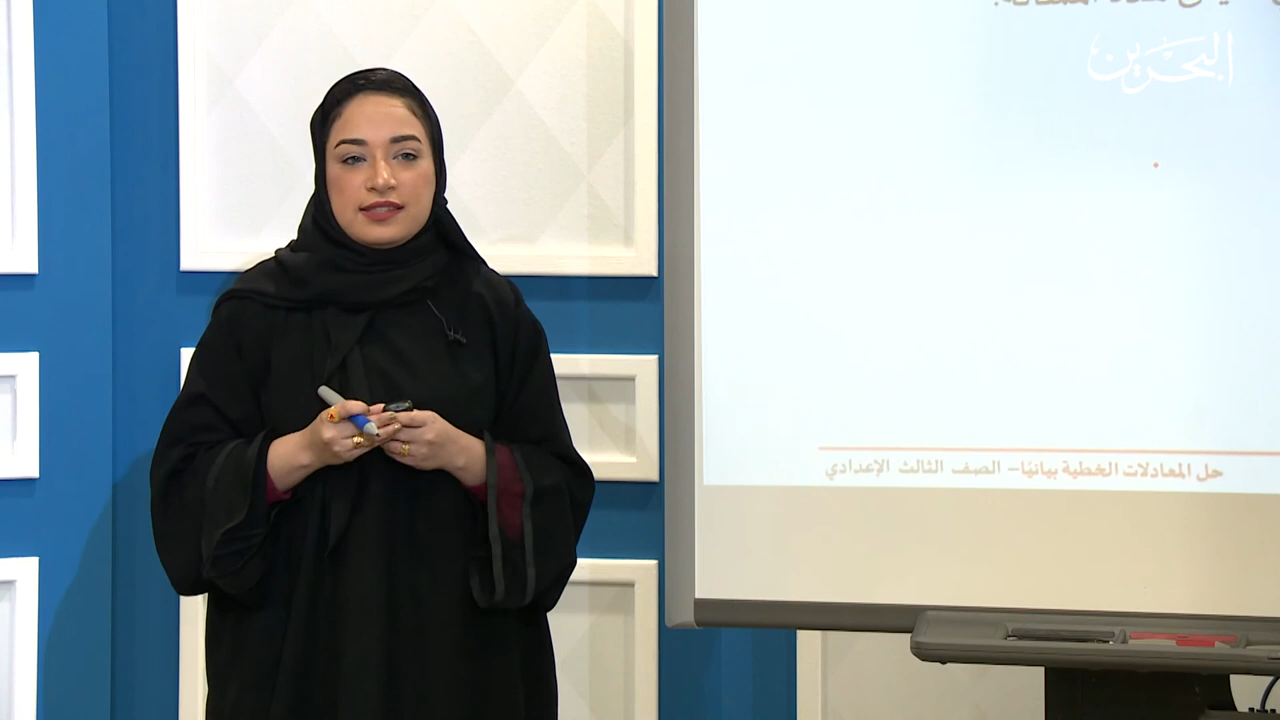 البحرين
حل المعادلات الخطية بيانيًا – الصف الثالث الإعدادي